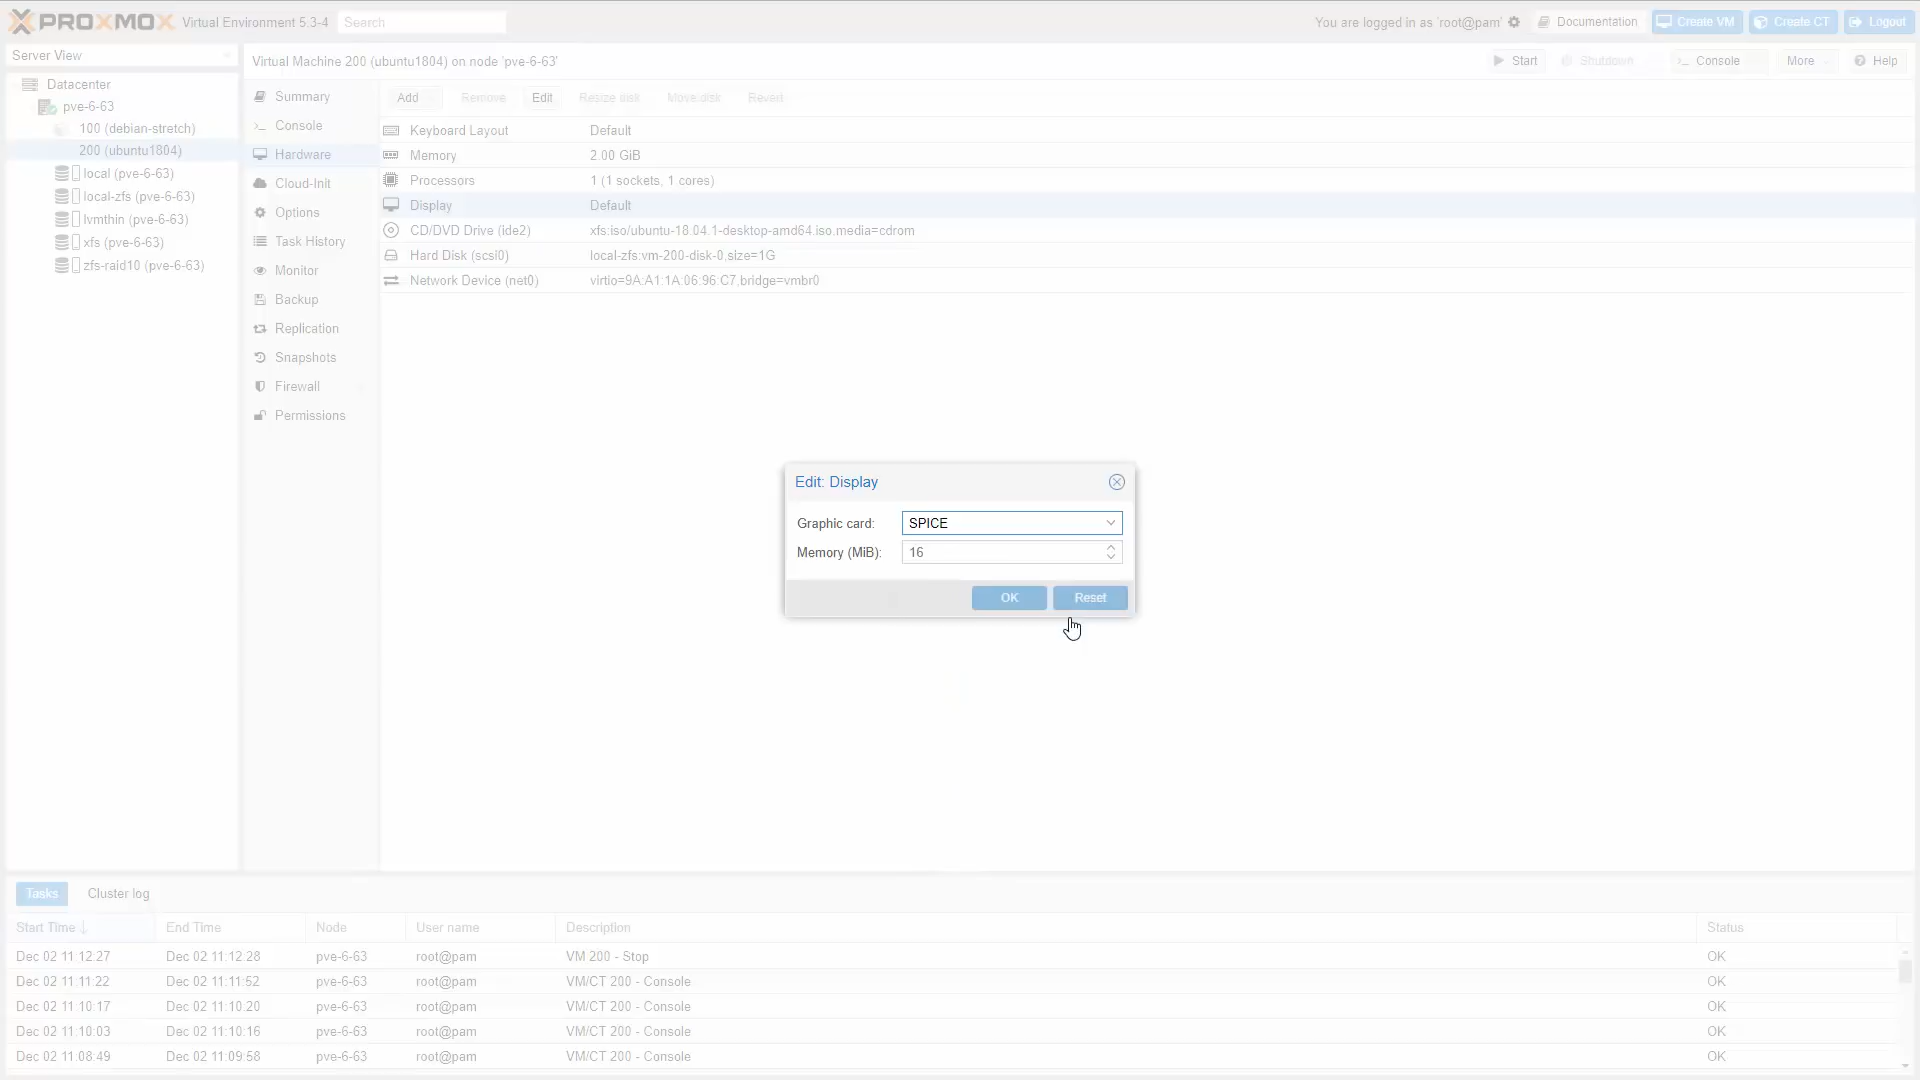 PROXMOX Virtual Environment 5.3-4 Search You are logged in as 'root@pam' Documentation Create VM Create CT Logout
Server View
Virtual Machine 200 (ubuntu1804) on node 'pve-6-63' Start Shutdown Console More Help
Datacenter
pve-6-63
100 (debian-stretch)
200 (ubuntu1804)
local (pve-6-63)
local-zfs (pve-6-63)
lvmthin (pve-6-63)
xfs (pve-6-63)
zfs-raid10 (pve-6-63)
Summary
Console
Hardware
Cloud-Init
Options
Task History
Monitor
Backup
Replication
Snapshots
Firewall
Permissions
Add Remove Edit Resize disk Move disk Revert
Keyboard Layout Default
Memory 2.00 GiB
Processors 1 (1 sockets, 1 cores)
Display Default
CD/DVD Drive (ide2) xfs:iso/ubuntu-18.04.1-desktop-amd64.iso,media=cdrom
Hard Disk (scsi0) local-zfs:vm-200-disk-0,size=1G
Network Device (net0) virtio=9A:A1:1A:06:96:C7,bridge=vmbr0
Edit: Display
Graphic card: SPICE
Memory (MiB): 16
OK Reset
Tasks Cluster log
Start Time End Time Node User name Description Status
Dec 02 11:12:27 Dec 02 11:12:28 pve-6-63 root@pam VM 200 - Stop OK
Dec 02 11:11:22 Dec 02 11:11:52 pve-6-63 root@pam VM/CT 200 - Console OK
Dec 02 11:10:17 Dec 02 11:10:20 pve-6-63 root@pam VM/CT 200 - Console OK
Dec 02 11:10:03 Dec 02 11:10:16 pve-6-63 root@pam VM/CT 200 - Console OK
Dec 02 11:08:49 Dec 02 11:09:58 pve-6-63 root@pam VM/CT 200 - Console OK